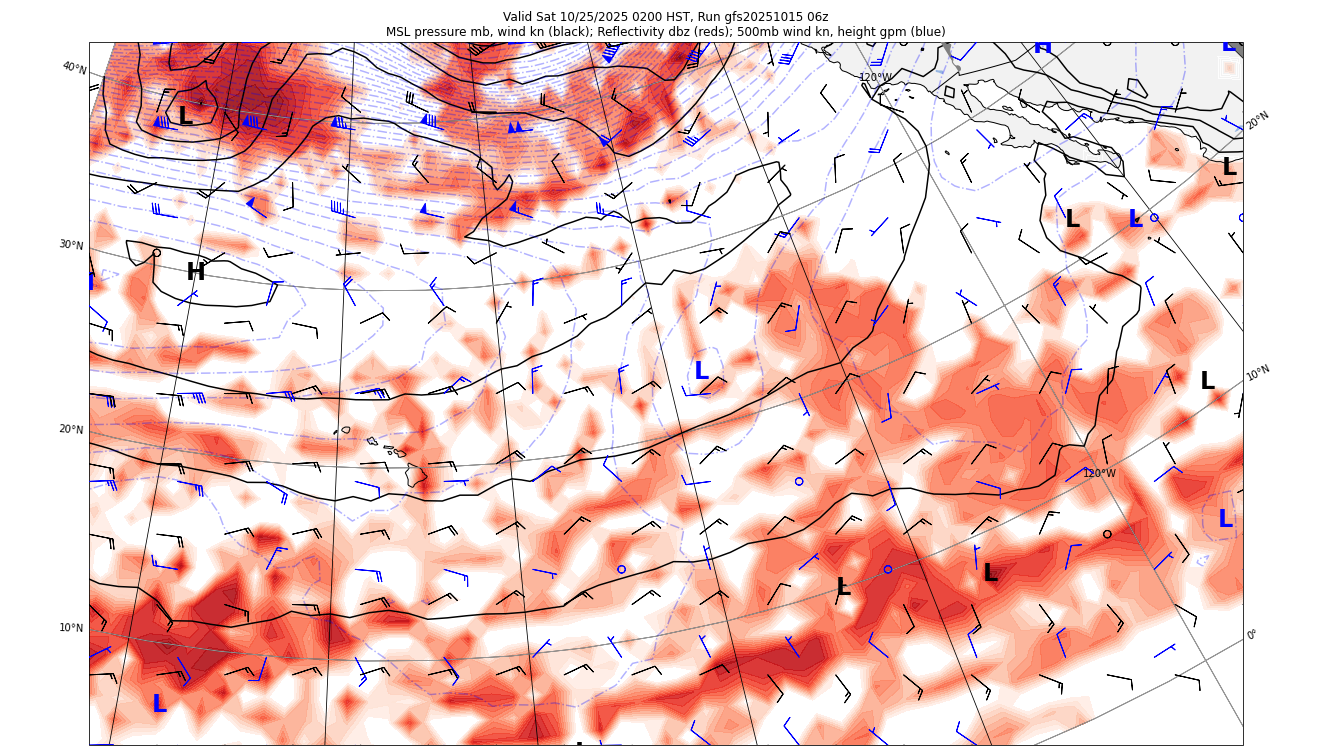 Valid Sat 10/25/2025 0200 HST, Run gfs20251015 06z
MSL pressure mb, wind kn (black); Reflectivity dbz (reds); 500mb wind kn, height gpm (blue)
H
40°N
120°W
L
20°N
L
L
L
30°N
H
L
10°N
L
20°N
120°W
L
L
L
10°N
0°
L